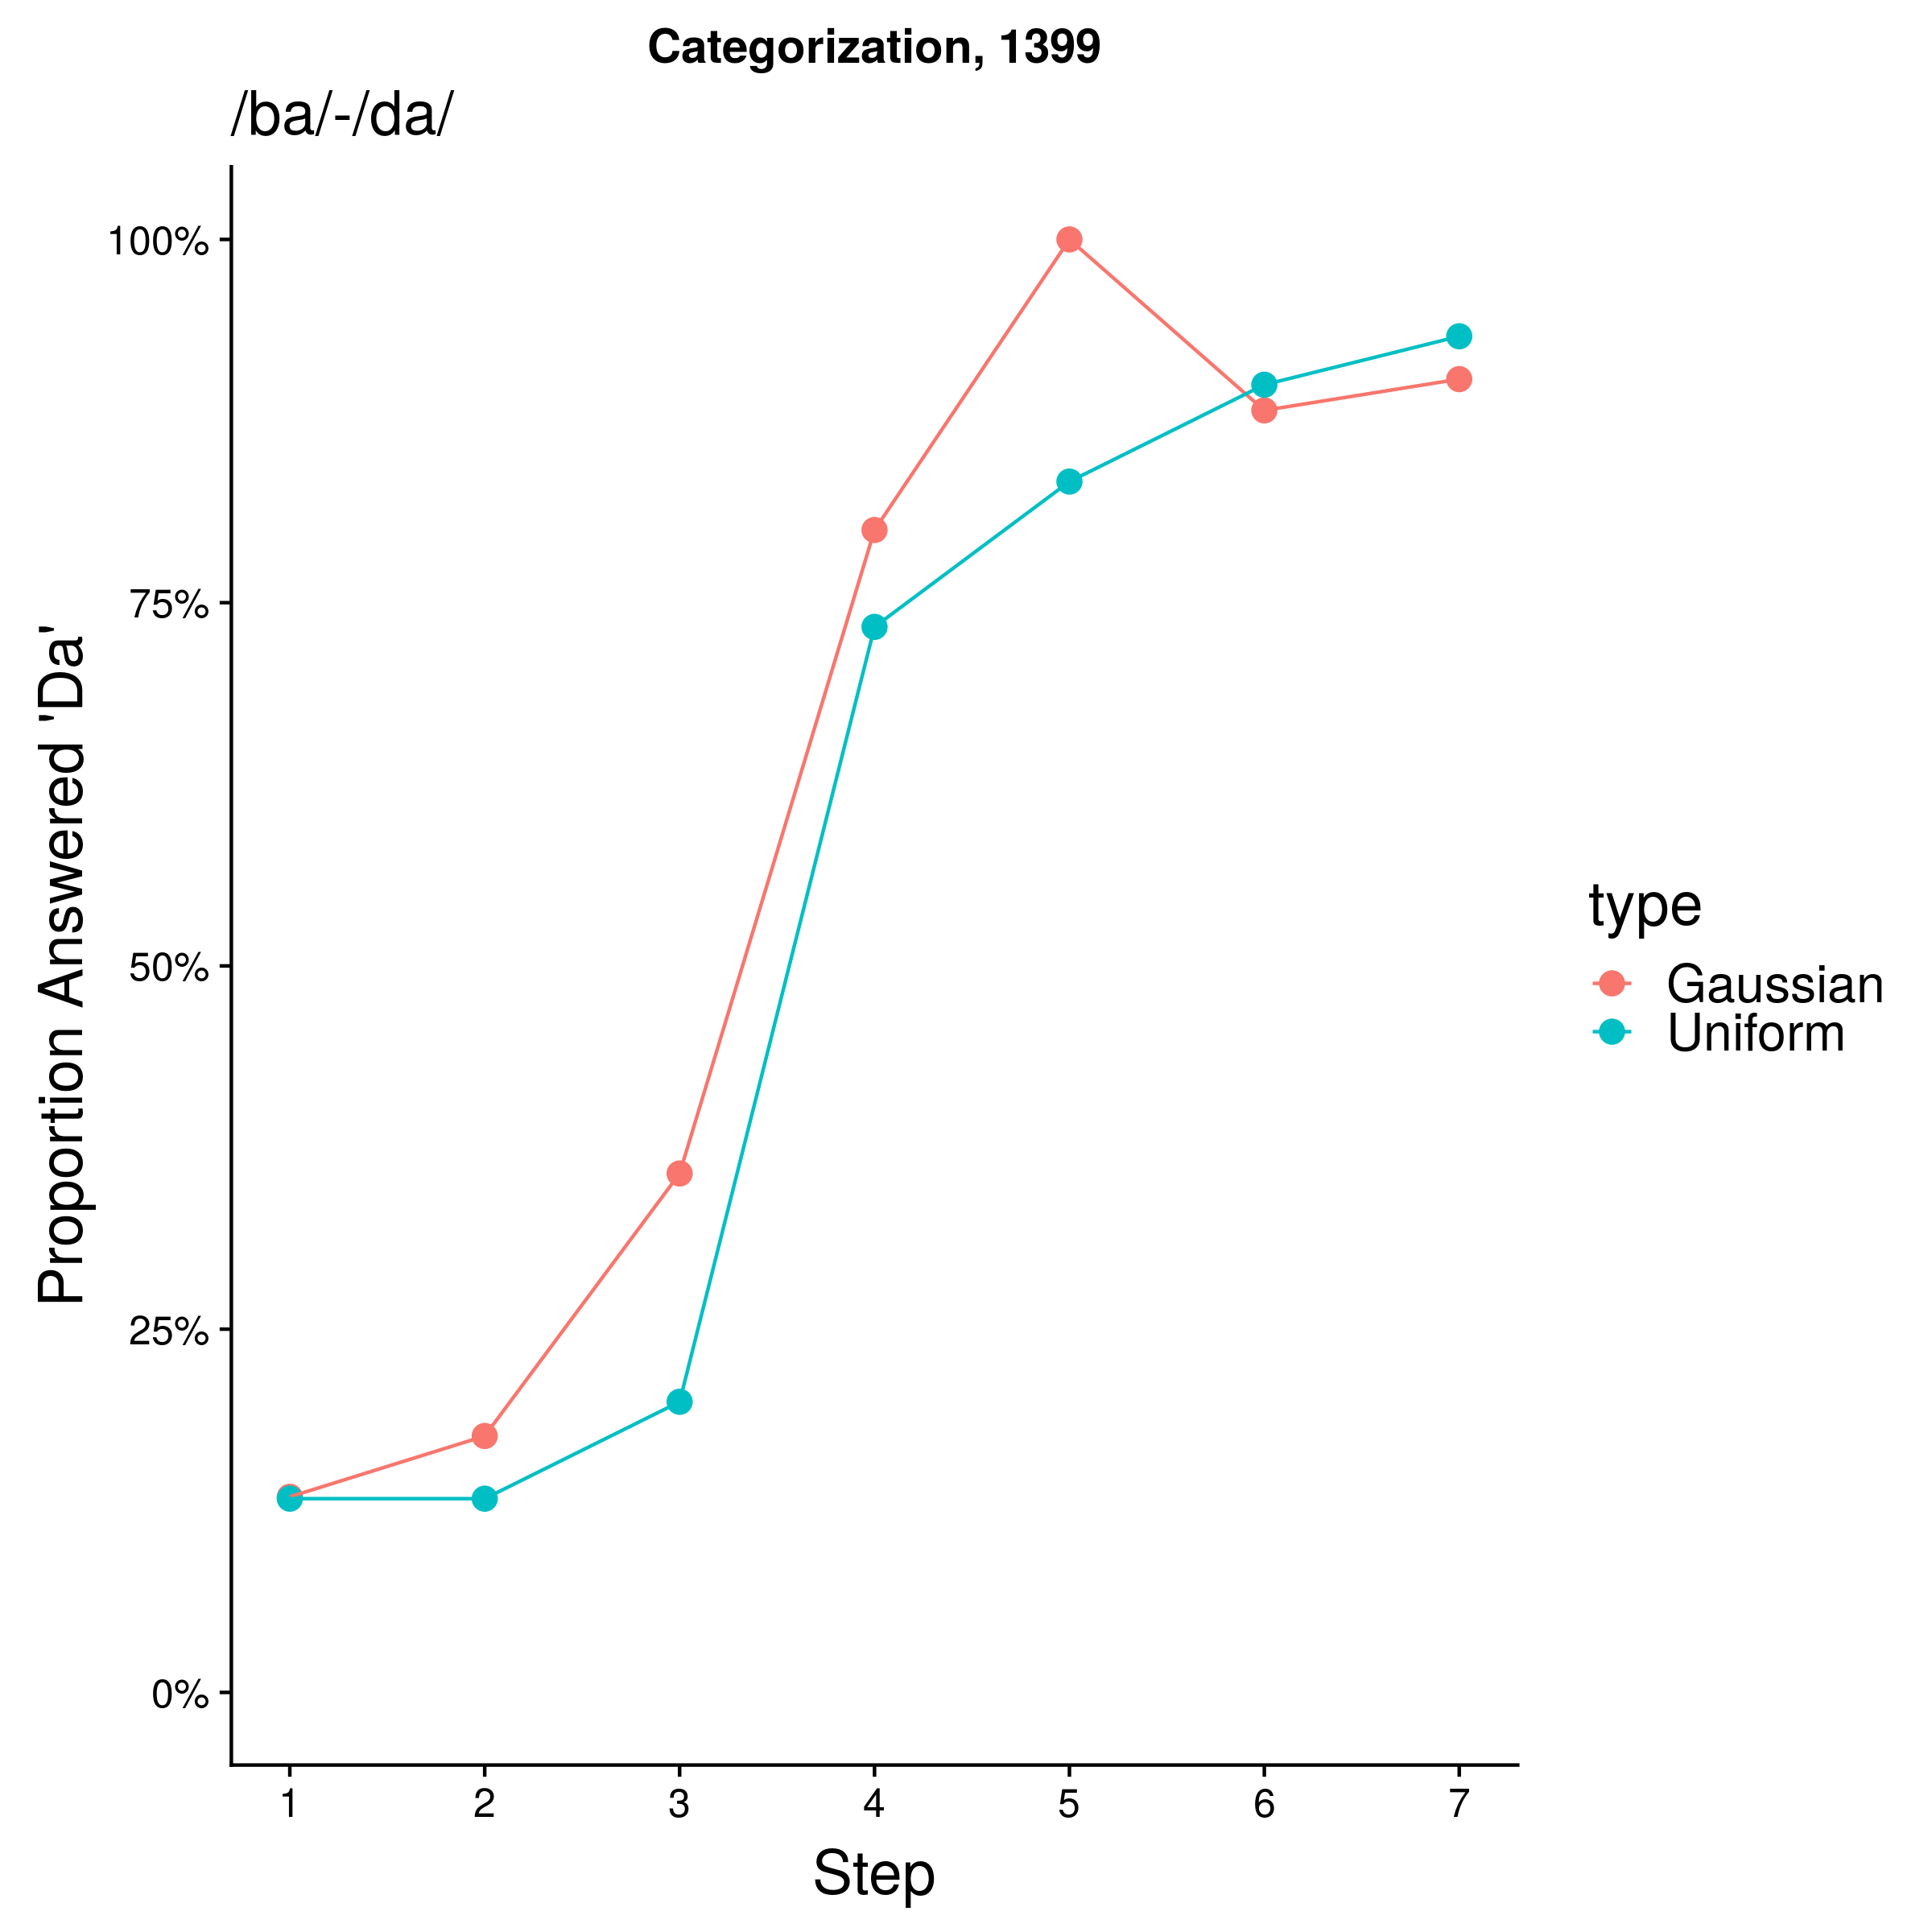 Categorization, 1399
/ba/-/da/
Proportion Answered 'Da'
100%
75%
50%
25%
0%
1 2 3 4 5 6 7
Step
type
Gaussian
Uniform